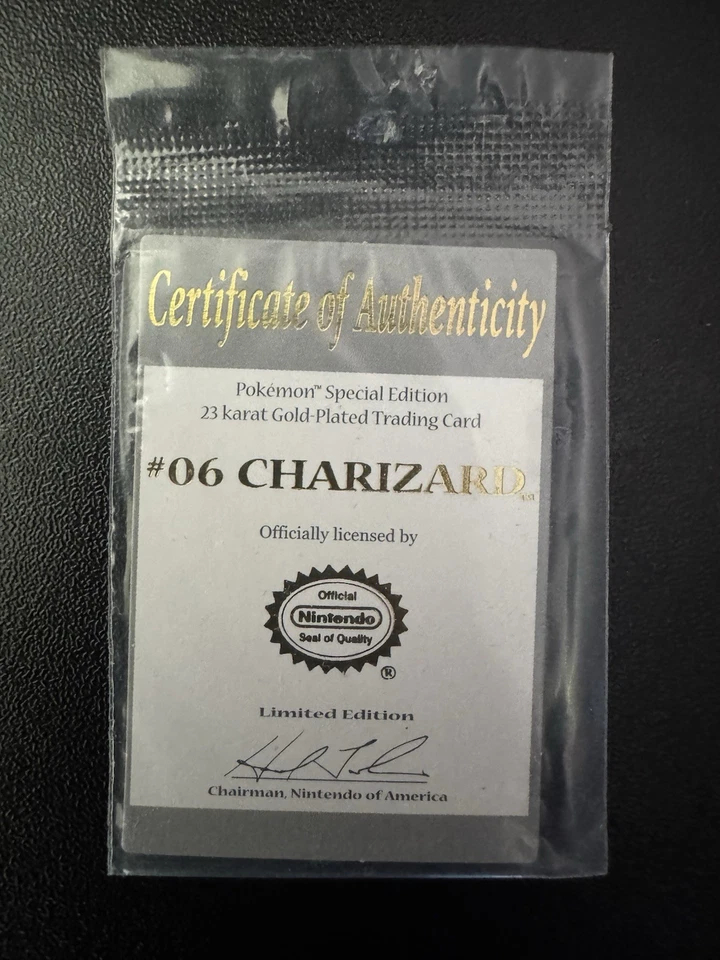 Certificate of Authenticity
Pokémon™ Special Edition
23 karat Gold-Plated Trading Card
#06 CHARIZARD™
Officially licensed by
Official
Nintendo
Seal of Quality
®
Limited Edition
Chairman, Nintendo of America